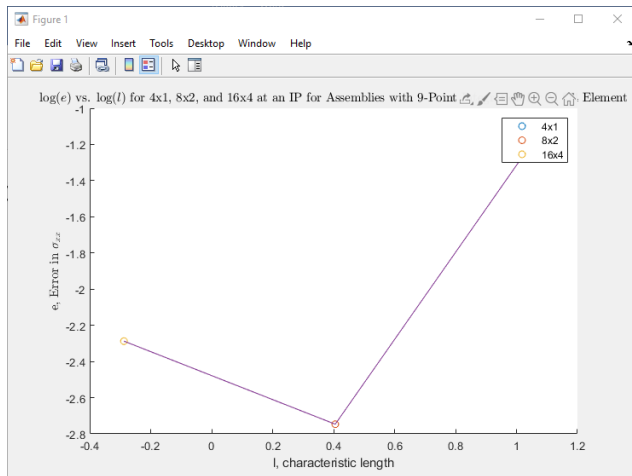 Figure 1
File Edit View Insert Tools Desktop Window Help
log(e) vs. log(l) for 4x1, 8x2, and 16x4 at an IP for Assemblies with 9-Point Element
4x1
8x2
16x4
-1
-1.2
-1.4
-1.6
-1.8
-2
-2.2
-2.4
-2.6
-2.8
e, Error in σxx
-0.4 -0.2 0 0.2 0.4 0.6 0.8 1 1.2
l, characteristic length